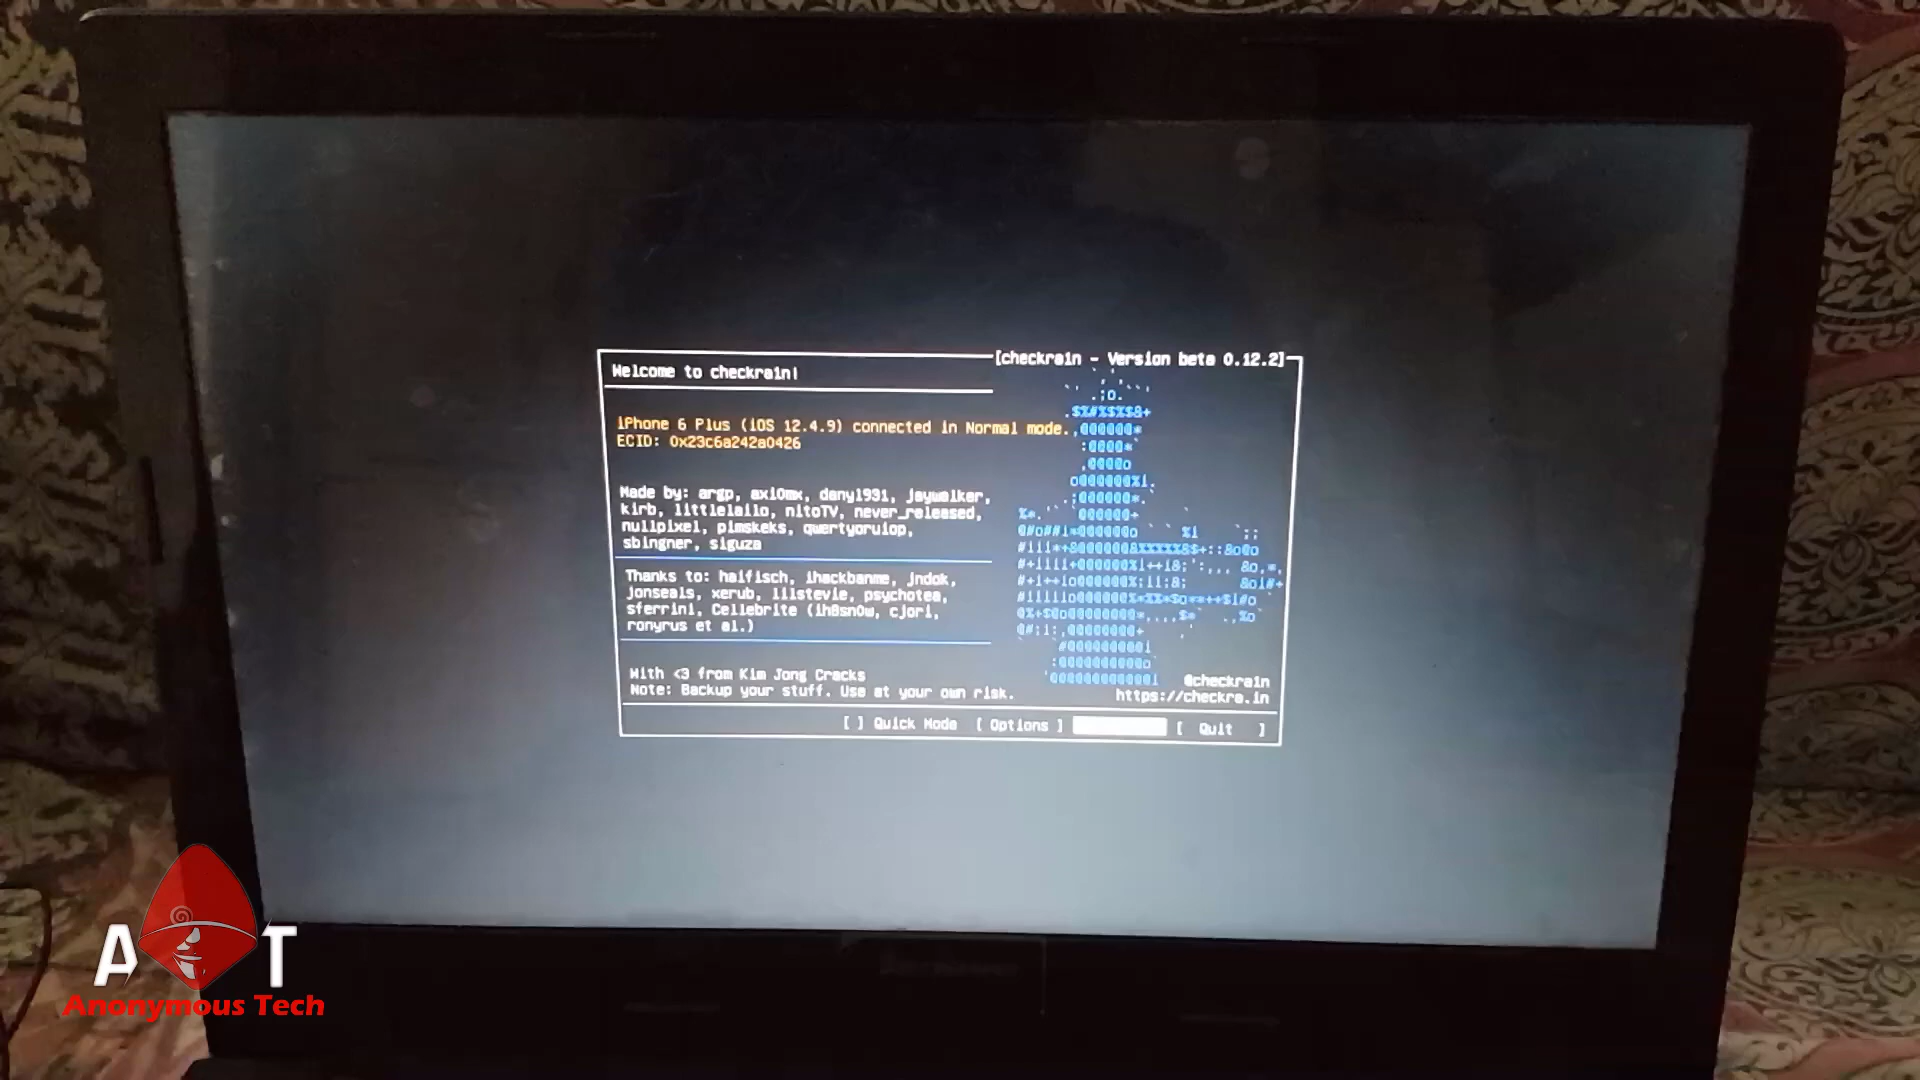 [checkra1n - Version beta 0.12.2]
Welcome to checkra1n!
iPhone 6 Plus (iOS 12.4.9) connected in Normal mode.
ECID: 0x23c6a242a0426
Made by: argp, axi0mx, danyl931, jaywalker,
kirb, littlelailo, nitoTV, never_released,
nullpixel, pimskeks, qwertyoruiop,
sbingner, siguza
Thanks to: haifisch, ihackbanme, jndok,
jonseals, xerub, lilstevie, psychotea,
sferrini, Cellebrite (ih8sn0w, cjori,
ronyrus et al.)
With <3 from Kim Jong Cracks
Note: Backup your stuff. Use at your own risk.
@checkra1n
https://checkra.in
[ ] Quick Mode [ Options ] [ Quit ]
A T
Anonymous Tech